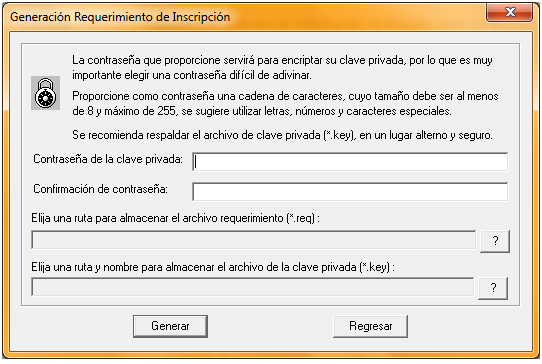 Generación Requerimiento de Inscripción
La contraseña que proporcione servirá para encriptar su clave privada, por lo que es muy
importante elegir una contraseña difícil de adivinar.
Proporcione como contraseña una cadena de caracteres, cuyo tamaño debe ser al menos
de 8 y máximo de 255, se sugiere utilizar letras, números y caracteres especiales.
Se recomienda respaldar el archivo de clave privada (*.key), en un lugar alterno y seguro.
Contraseña de la clave privada:
Confirmación de contraseña:
Elija una ruta para almacenar el archivo requerimiento (*.req) :
?
Elija una ruta y nombre para almacenar el archivo de la clave privada (*.key) :
?
Generar Regresar